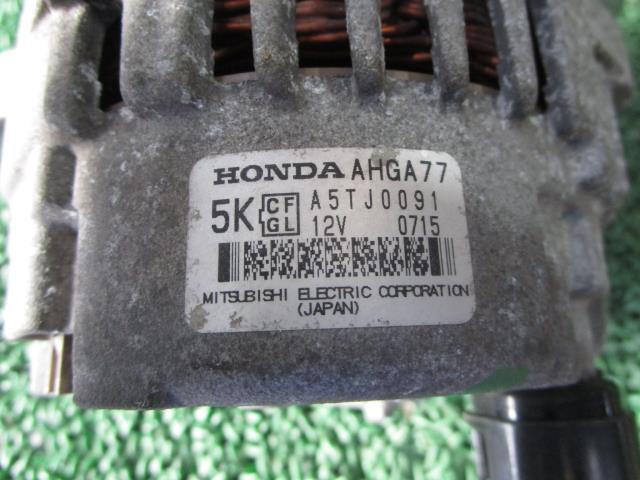 HONDA AHGA77
5K CF GL A5TJ0091
12V 0715
MITSUBISHI ELECTRIC CORPORATION
(JAPAN)